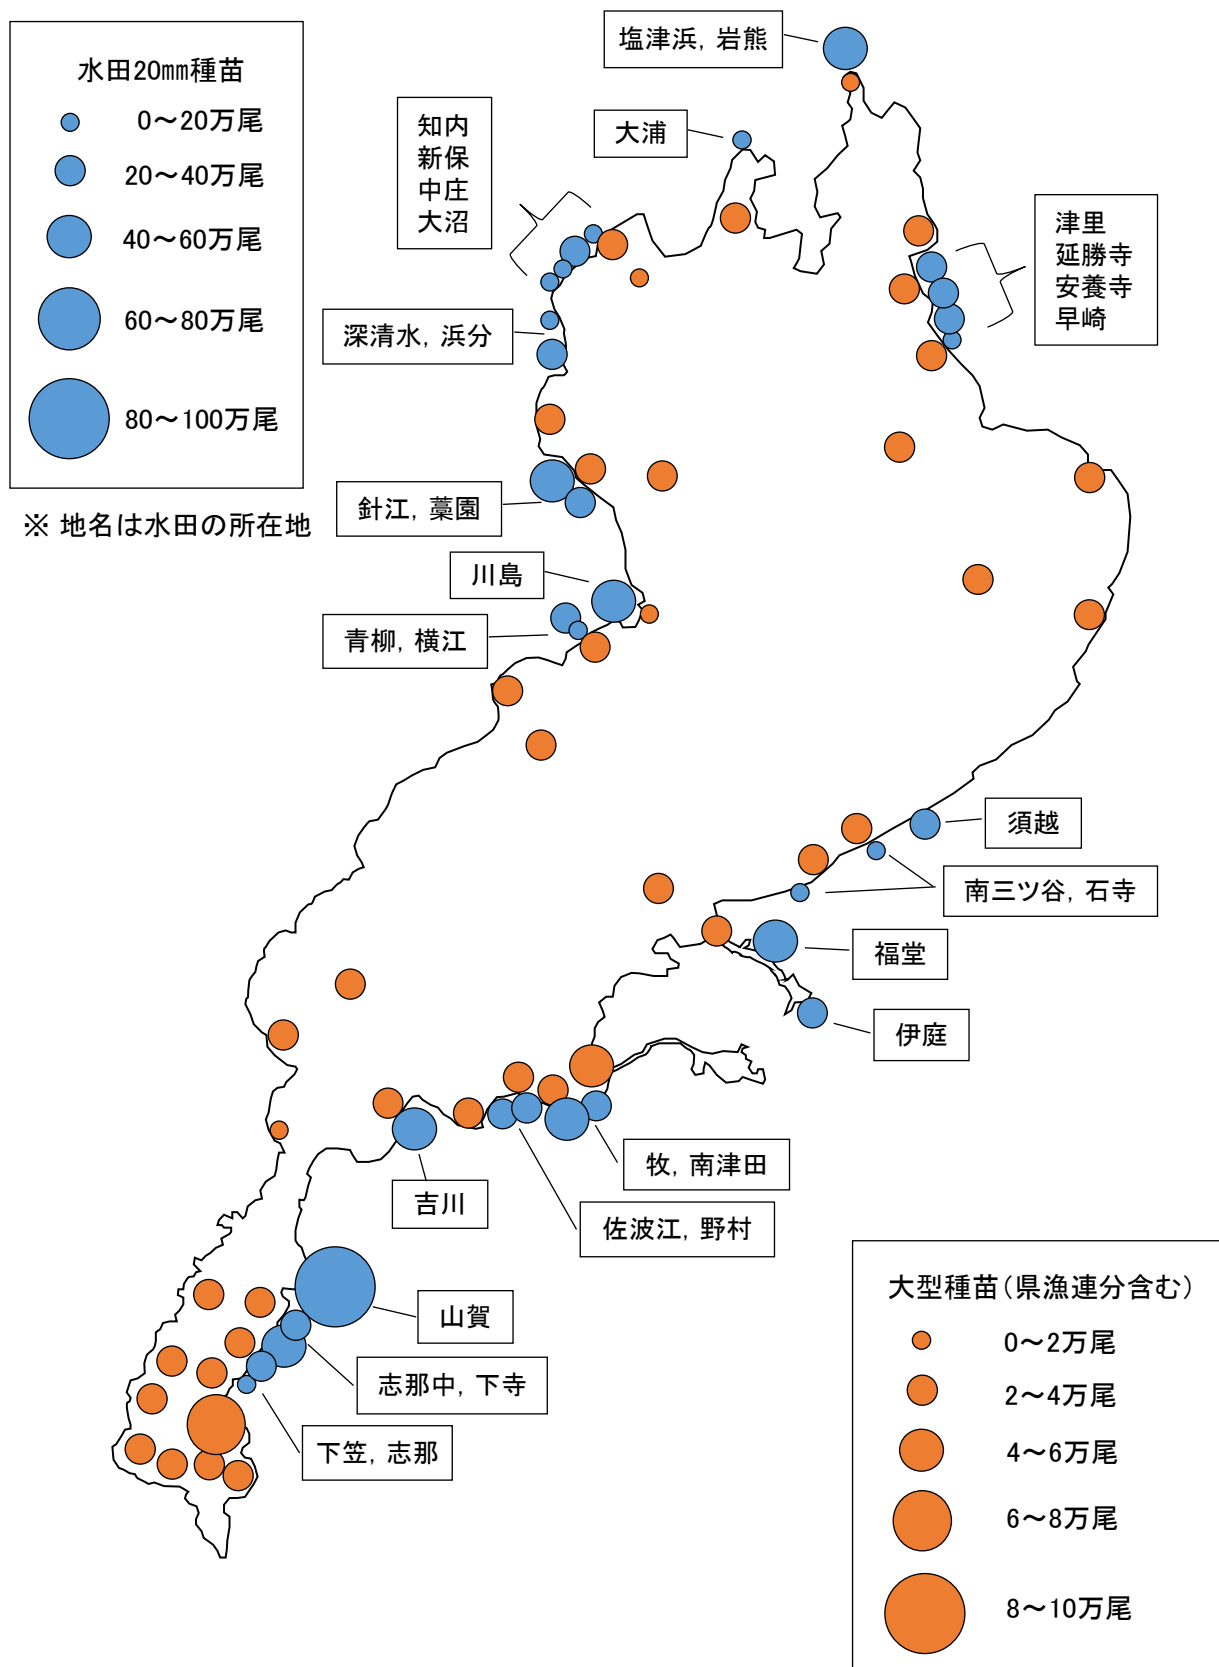 水田20㎜種苗
0～20万尾
20～40万尾
40～60万尾
60～80万尾
80～100万尾
※ 地名は水田の所在地
塩津浜, 岩熊
大浦
知内
新保
中庄
大沼
津里
延勝寺
安養寺
早崎
深清水, 浜分
針江, 藁園
川島
青柳, 横江
須越
南三ツ谷, 石寺
福堂
伊庭
牧, 南津田
佐波江, 野村
吉川
山賀
志那中, 下寺
下笠, 志那
大型種苗（県漁連分含む）
0～2万尾
2～4万尾
4～6万尾
6～8万尾
8～10万尾